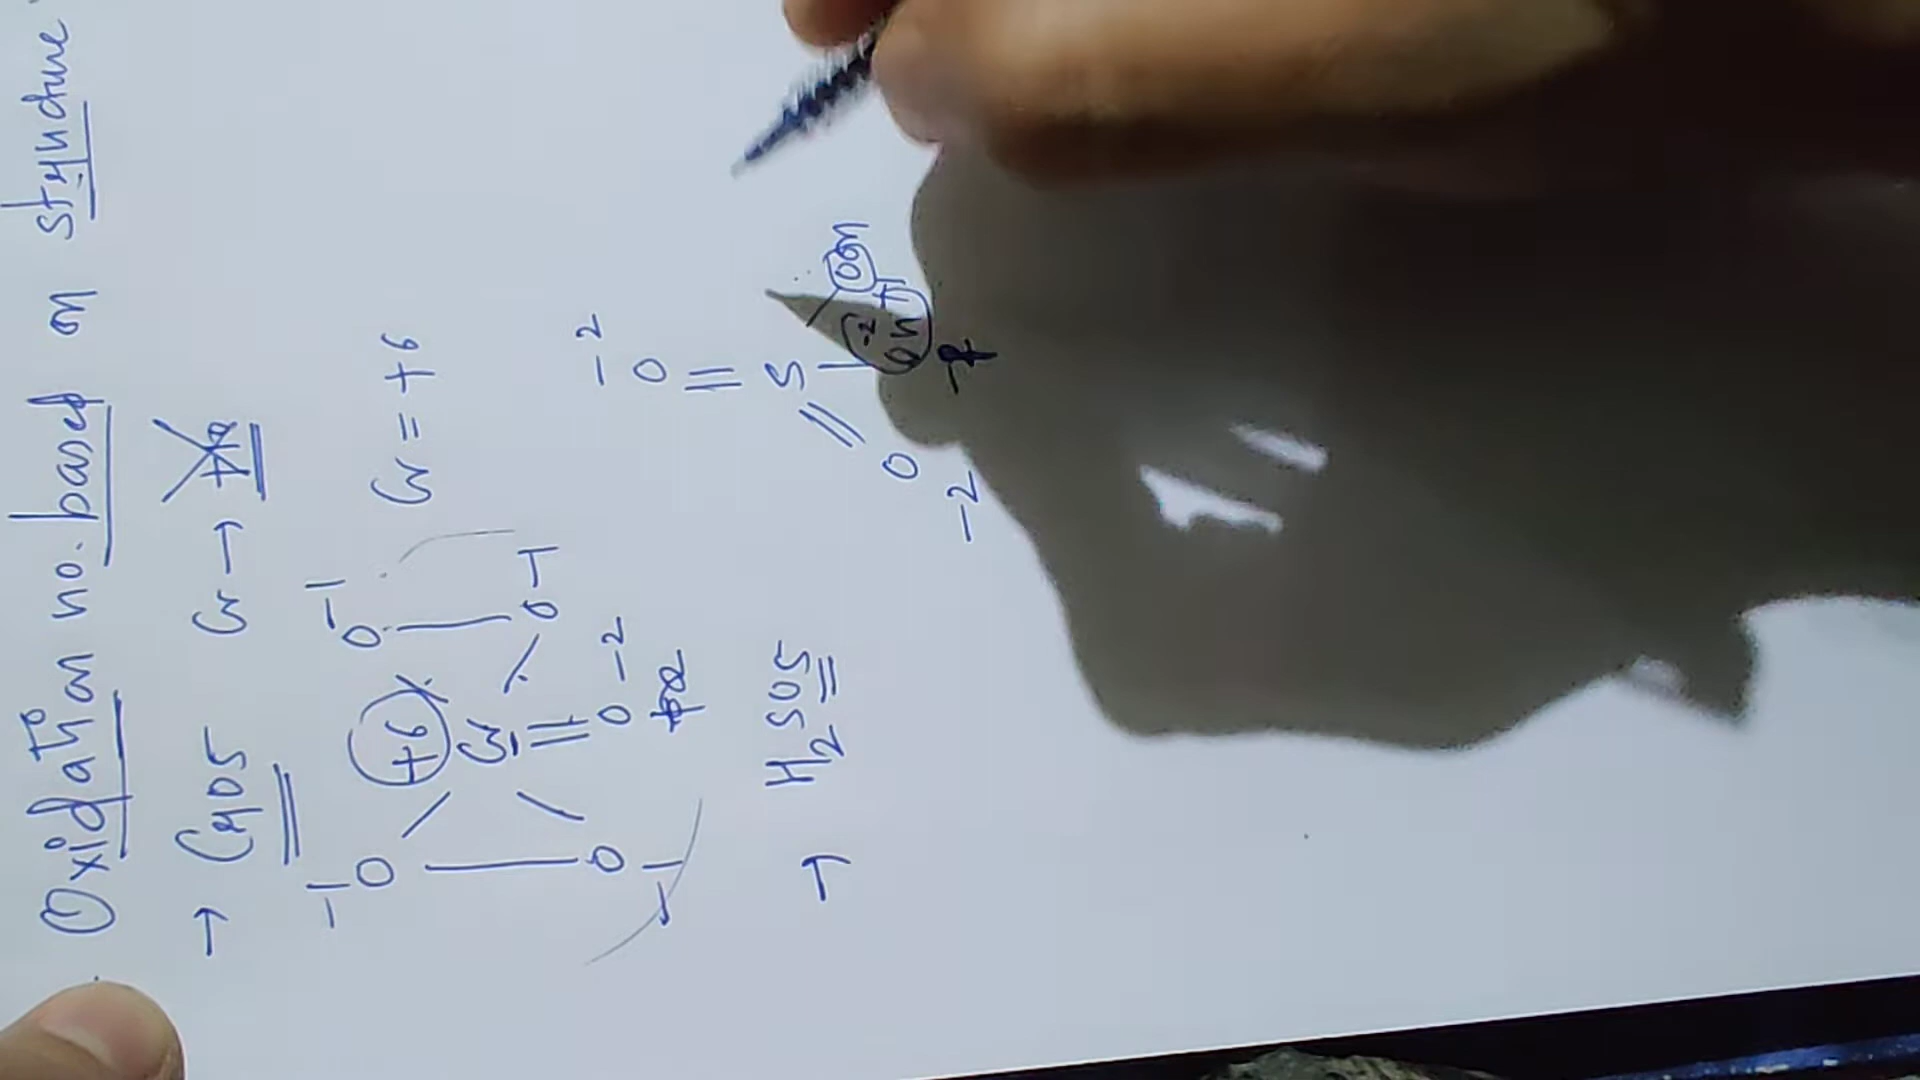 Oxidation no. based on structure
→ CrO5 Cr →
-1 O O -1
+6 Cr = +6
Cr
O -2
-1 O O -1
→ H2SO5
-2
O
S
O
-2
OH